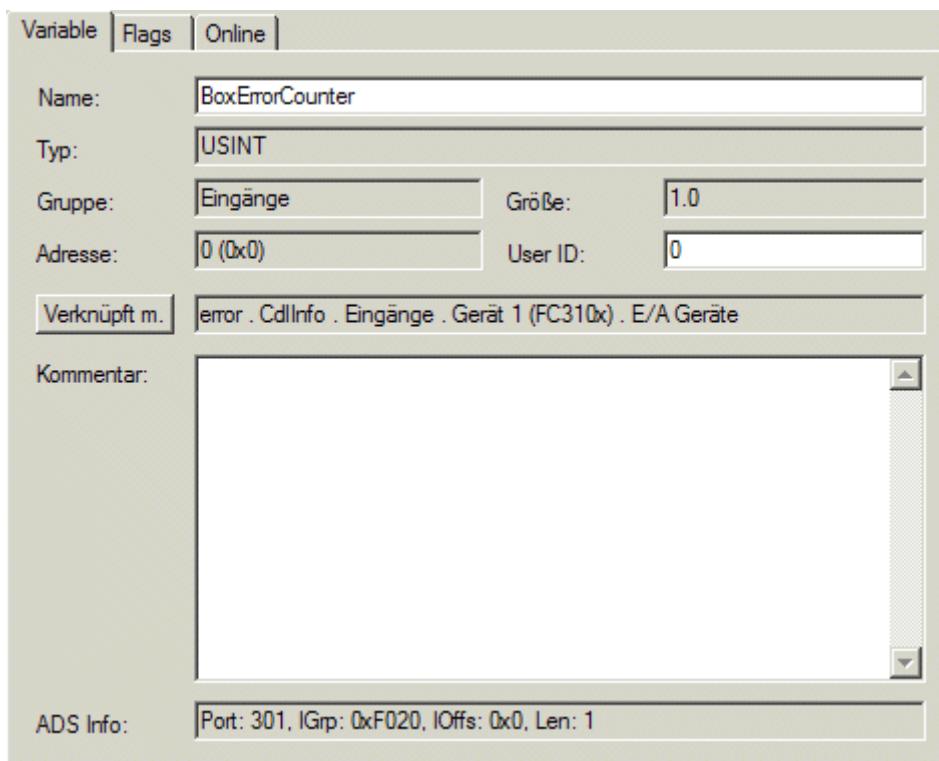 Variable Flags Online
Name: BoxErrorCounter
Typ: USINT
Gruppe: Eingänge Größe: 1.0
Adresse: 0 (0x0) User ID: 0
Verknüpft m. error . CdlInfo . Eingänge . Gerät 1 (FC310x) . E/A Geräte
Kommentar:
ADS Info: Port: 301, IGrp: 0xF020, IOffs: 0x0, Len: 1